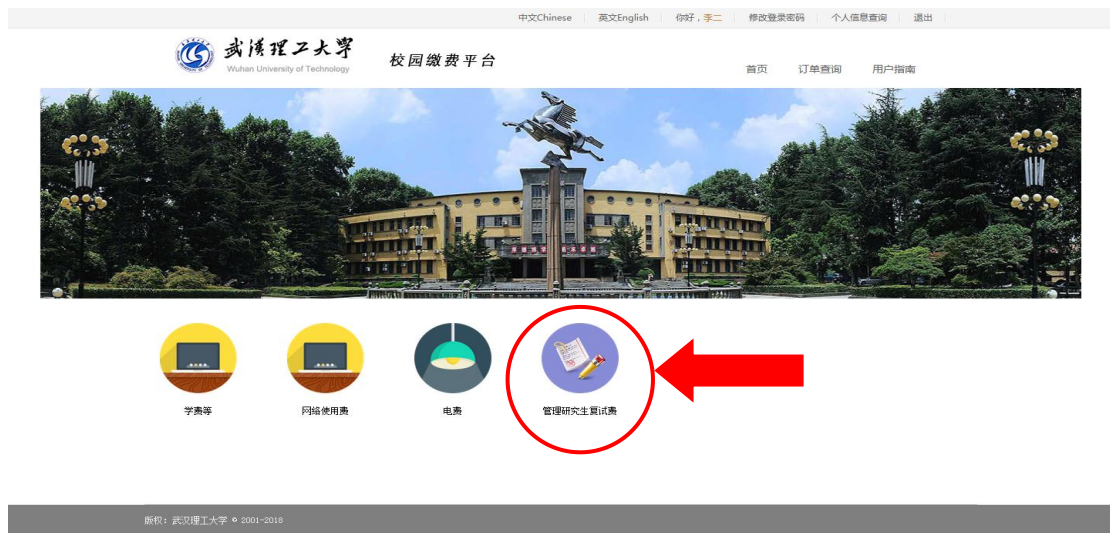 中文Chinese 英文English 你好，李二 修改登录密码 个人信息查询 退出
武汉理工大学
Wuhan University of Technology
校园缴费平台
首页 订单查询 用户指南
学费等 网络使用费 电费 管理研究生复试费
版权：武汉理工大学 © 2001-2018